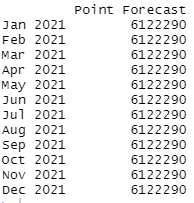 Point Forecast
Jan 2021 6122290
Feb 2021 6122290
Mar 2021 6122290
Apr 2021 6122290
May 2021 6122290
Jun 2021 6122290
Jul 2021 6122290
Aug 2021 6122290
Sep 2021 6122290
Oct 2021 6122290
Nov 2021 6122290
Dec 2021 6122290